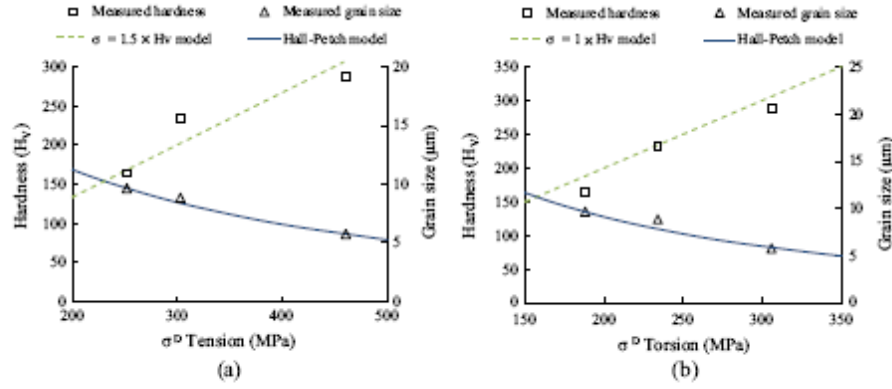 Measured hardness
Measured grain size
σ = 1.5 × Hv model
Hall-Petch model
300
250
200
150
100
50
0
Hardness (Hᵥ)
20
15
10
5
0
Grain size (µm)
200
300
400
500
σᴰ Tension (MPa)
(a)
Measured hardness
Measured grain size
σ = 1 × Hv model
Hall-Petch model
350
300
250
200
150
100
50
0
Hardness (Hᵥ)
25
20
15
10
5
0
Grain size (µm)
150
200
250
300
350
σᴰ Torsion (MPa)
(b)